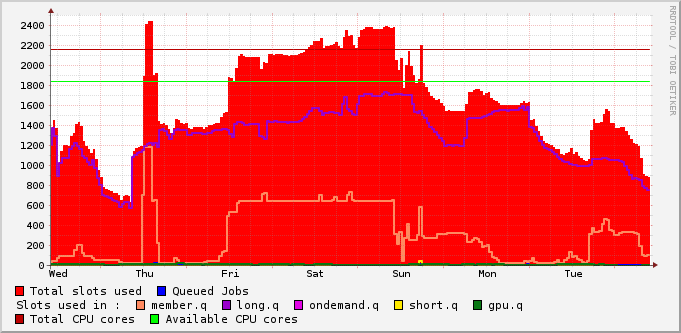 2400
2200
2000
1800
1600
1400
1200
1000
800
600
400
200
0
Wed Thu Fri Sat Sun Mon Tue
Total slots used Queued Jobs
Slots used in : member.q long.q ondemand.q short.q gpu.q
Total CPU cores Available CPU cores
RRDTOOL / TOBI OETIKER